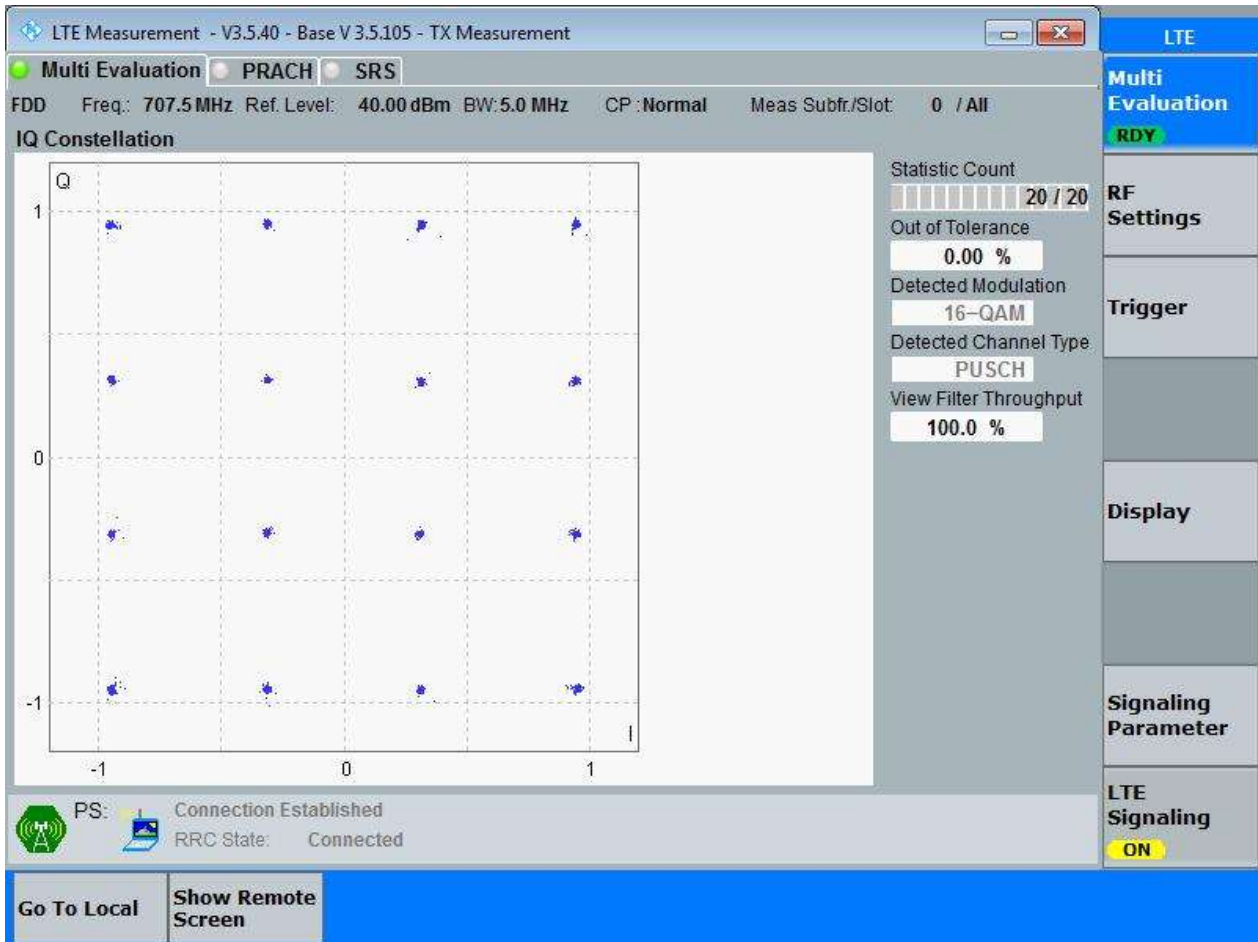 LTE Measurement - V3.5.40 - Base V 3.5.105 - TX Measurement
LTE
Multi Evaluation PRACH SRS
Multi
Evaluation
RDY
FDD Freq.: 707.5 MHz Ref. Level: 40.00 dBm BW: 5.0 MHz CP : Normal Meas Subfr./Slot: 0 / All
IQ Constellation
Q
1
0
-1
I
-1 0 1
Statistic Count
20 / 20
Out of Tolerance
0.00 %
Detected Modulation
16-QAM
Detected Channel Type
PUSCH
View Filter Throughput
100.0 %
RF
Settings
Trigger
Display
Signaling
Parameter
LTE
Signaling
ON
PS: Connection Established
RRC State: Connected
Go To Local
Show Remote
Screen